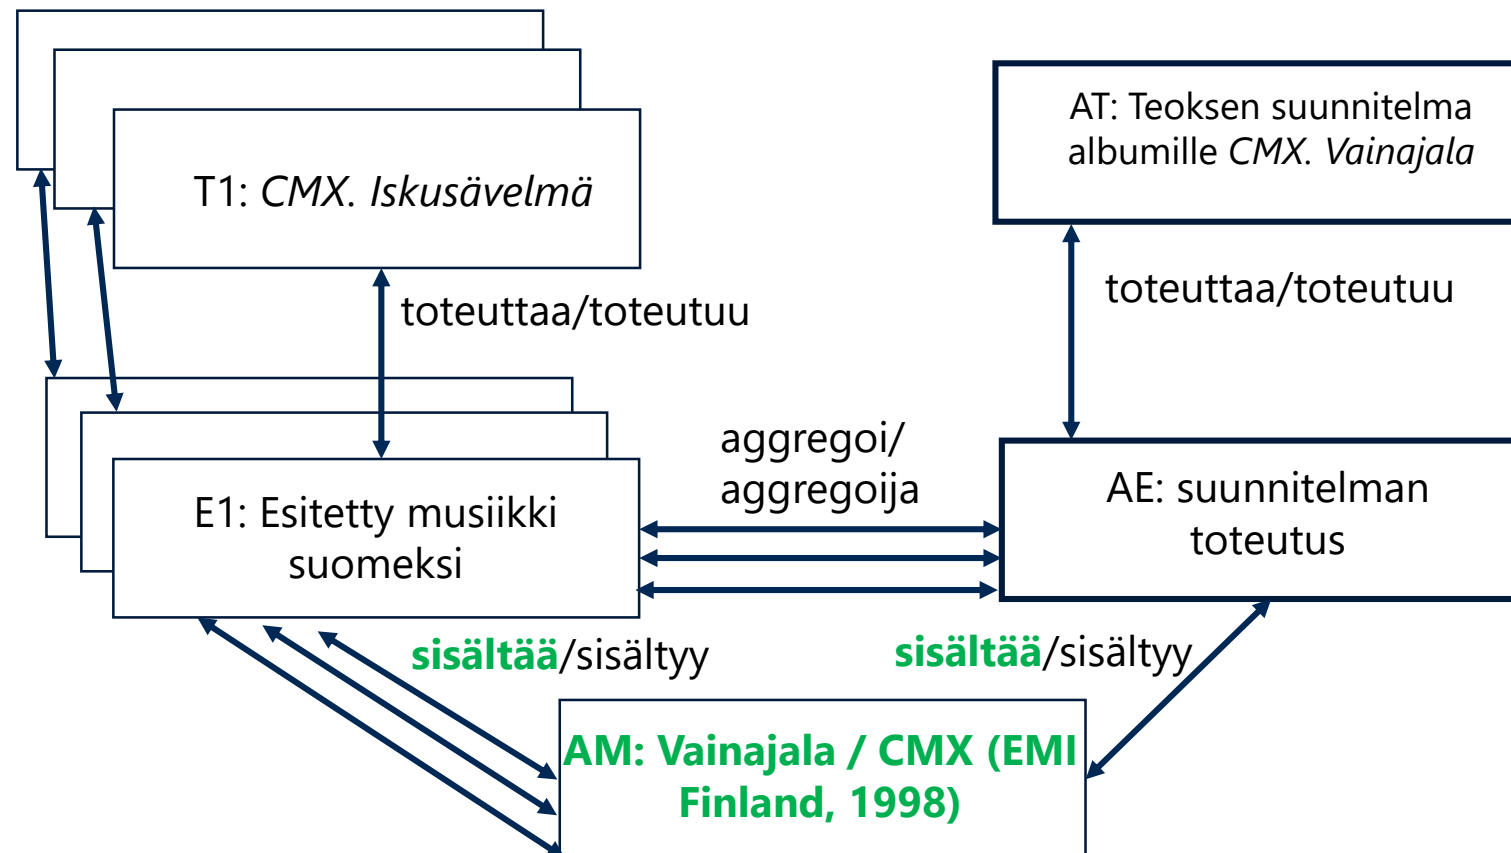 T1: CMX. Iskusävelmä
AT: Teoksen suunnitelma
albumille CMX. Vainajala
toteuttaa/toteutuu
toteuttaa/toteutuu
E1: Esitetty musiikki
suomeksi
aggregoi/
aggregoija
AE: suunnitelman
toteutus
sisältää/sisältyy
sisältää/sisältyy
AM: Vainajala / CMX (EMI
Finland, 1998)